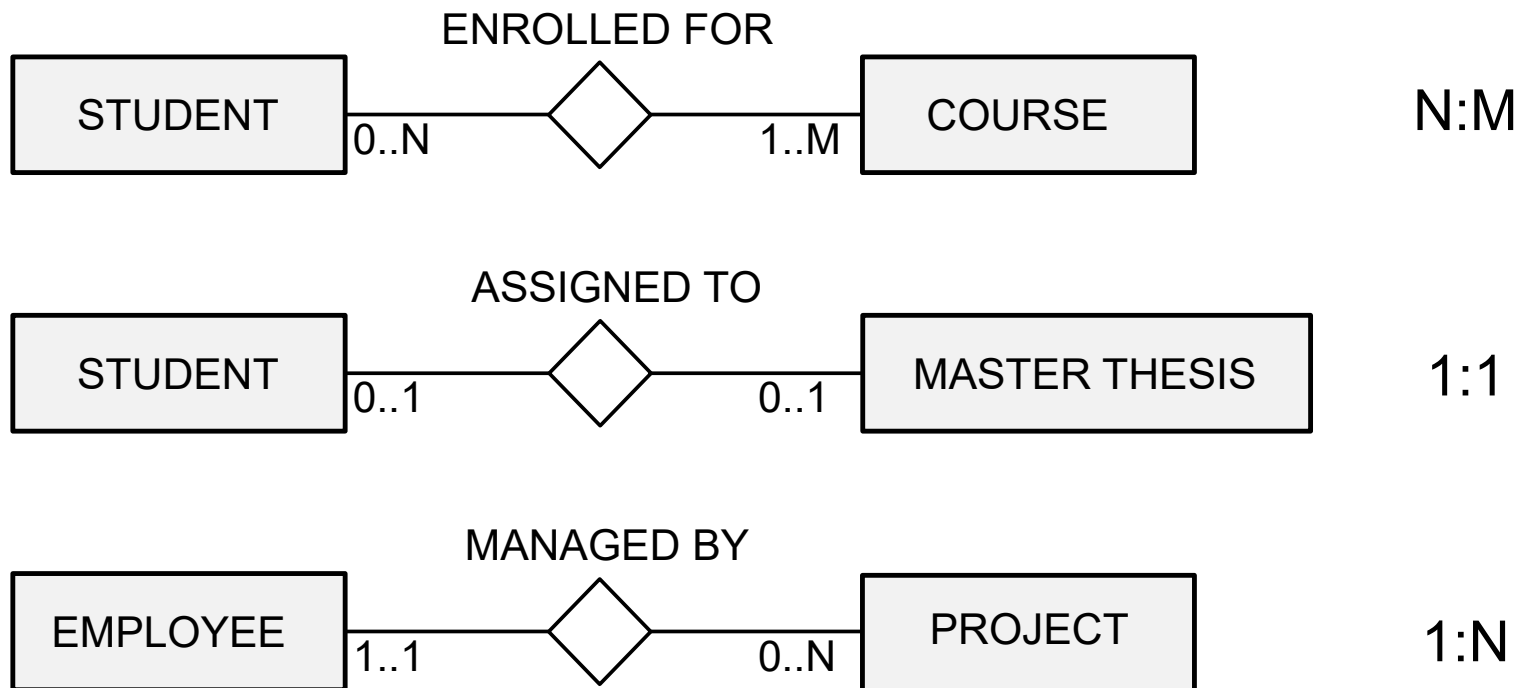 ENROLLED FOR
STUDENT
0..N
1..M
COURSE
N:M
ASSIGNED TO
STUDENT
0..1
0..1
MASTER THESIS
1:1
MANAGED BY
EMPLOYEE
1..1
0..N
PROJECT
1:N